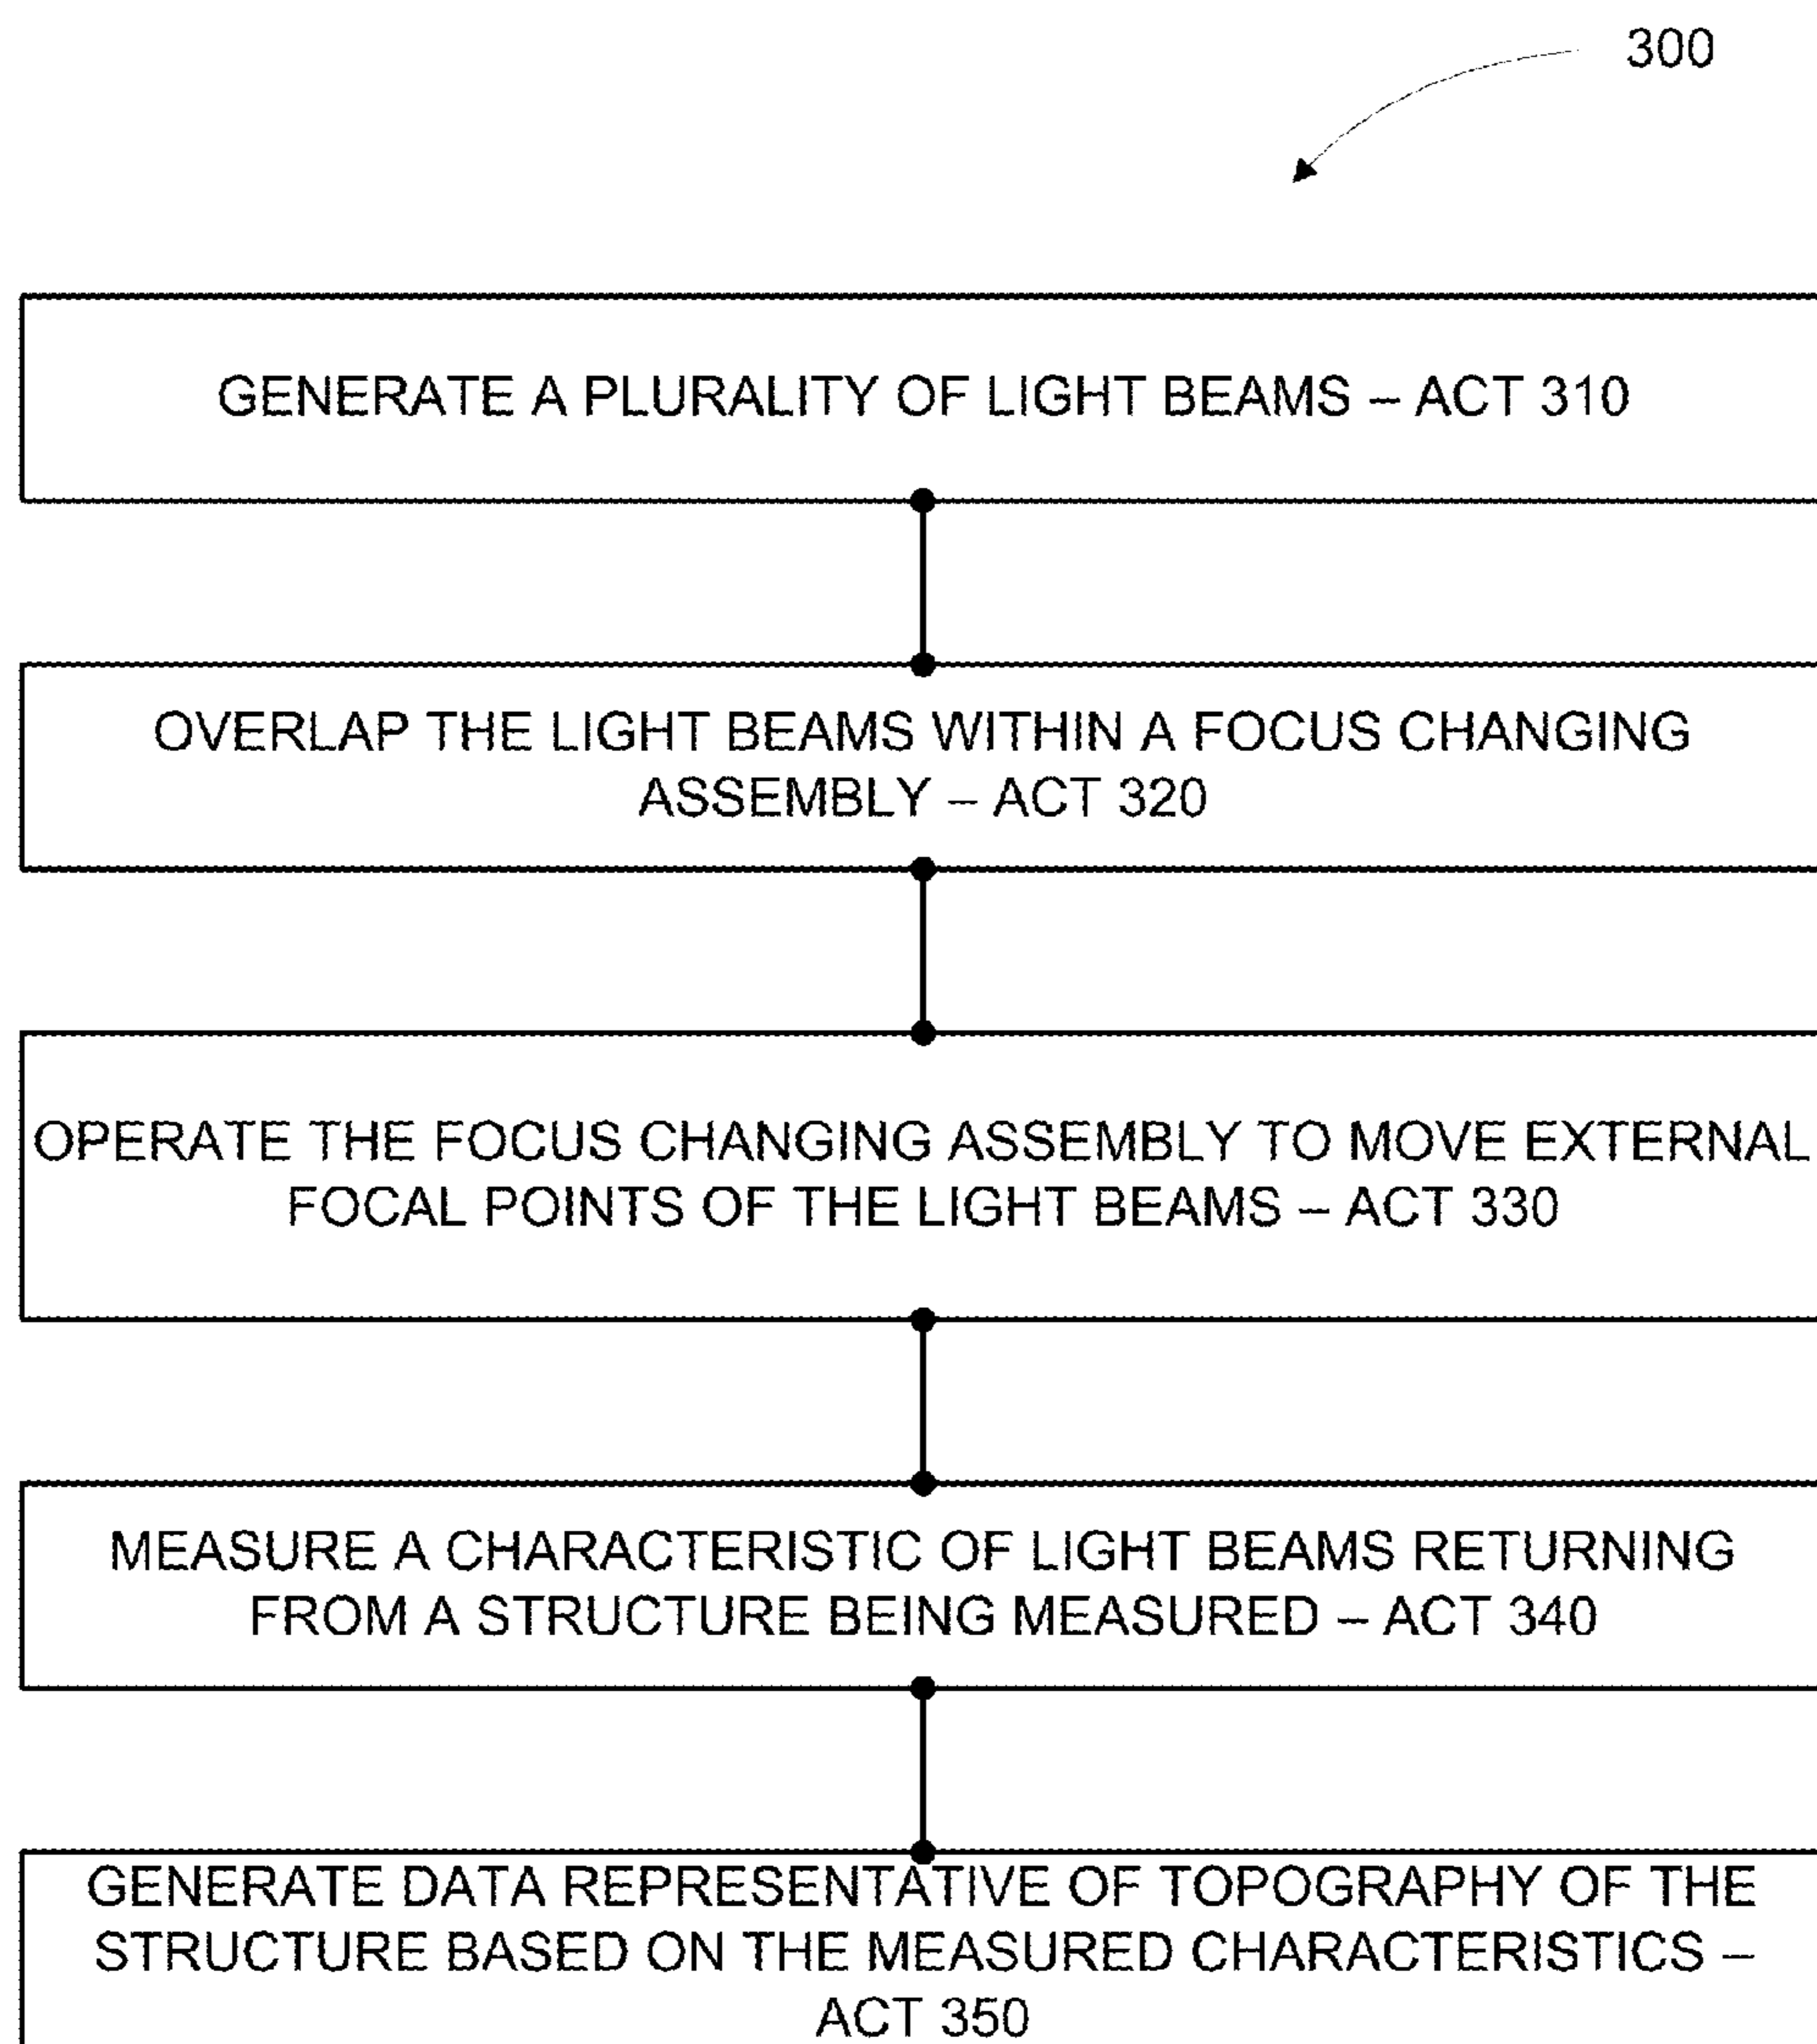 300
GENERATE A PLURALITY OF LIGHT BEAMS – ACT 310
OVERLAP THE LIGHT BEAMS WITHIN A FOCUS CHANGING
ASSEMBLY – ACT 320
OPERATE THE FOCUS CHANGING ASSEMBLY TO MOVE EXTERNAL
FOCAL POINTS OF THE LIGHT BEAMS – ACT 330
MEASURE A CHARACTERISTIC OF LIGHT BEAMS RETURNING
FROM A STRUCTURE BEING MEASURED – ACT 340
GENERATE DATA REPRESENTATIVE OF TOPOGRAPHY OF THE
STRUCTURE BASED ON THE MEASURED CHARACTERISTICS –
ACT 350